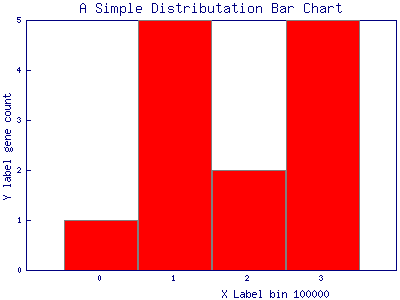 A Simple Distributation Bar Chart
Y label gene count
5
4
3
2
1
0
0 1 2 3
X Label bin 100000